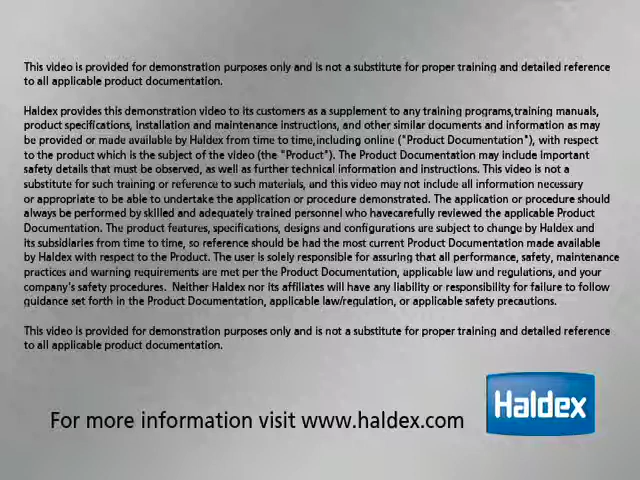 This video is provided for demonstration purposes only and is not a substitute for proper training and detailed reference
to all applicable product documentation.
Haldex provides this demonstration video to its customers as a supplement to any training programs,training manuals,
product specifications, installation and maintenance instructions, and other similar documents and information as may
be provided or made available by Haldex from time to time,including online ("Product Documentation"), with respect
to the product which is the subject of the video (the "Product"). The Product Documentation may include important
safety details that must be observed, as well as further technical information and instructions. This video is not a
substitute for such training or reference to such materials, and this video may not include all information necessary
or appropriate to be able to undertake the application or procedure demonstrated. The application or procedure should
always be performed by skilled and adequately trained personnel who havecarefully reviewed the applicable Product
Documentation. The product features, specifications, designs and configurations are subject to change by Haldex and
its subsidiaries from time to time, so reference should be had the most current Product Documentation made available
by Haldex with respect to the Product. The user is solely responsible for assuring that all performance, safety, maintenance
practices and warning requirements are met per the Product Documentation, applicable law and regulations, and your
company's safety procedures. Neither Haldex nor its affiliates will have any liability or responsibility for failure to follow
guidance set forth in the Product Documentation, applicable law/regulation, or applicable safety precautions.
This video is provided for demonstration purposes only and is not a substitute for proper training and detailed reference
to all applicable product documentation.
For more information visit www.haldex.com
Haldex